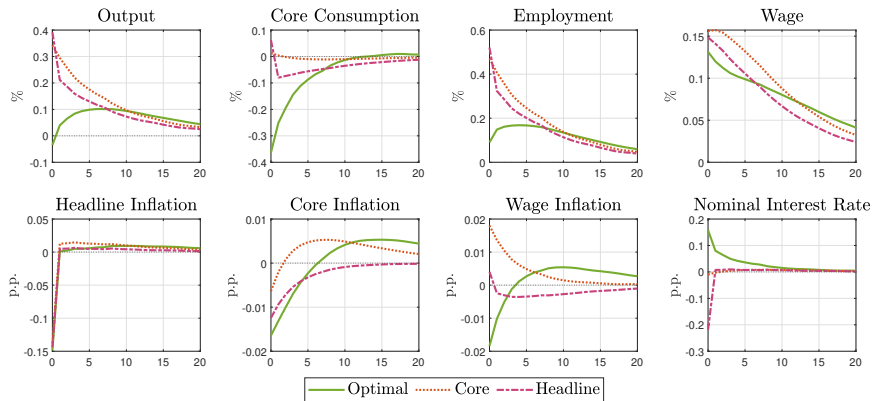 Output Core Consumption Employment Wage
0.4 0.1 0.6 0.15
0.3 0
0.2 -0.1 0.4 0.1
% 0.1 % % %
-0.2
0 0.2 0.05
-0.3
-0.1 -0.4 0 0
0 5 10 15 20 0 5 10 15 20 0 5 10 15 20 0 5 10 15 20
Headline Inflation Core Inflation Wage Inflation Nominal Interest Rate
0.05 0.01 0.02 0.2
0 0.01 0.1
0 0
p.p. -0.05 p.p. p.p. 0 p.p. -0.1
-0.1 -0.01 -0.01 -0.2
-0.15 -0.02 -0.02 -0.3
0 5 10 15 20 0 5 10 15 20 0 5 10 15 20 0 5 10 15 20
Optimal Core Headline